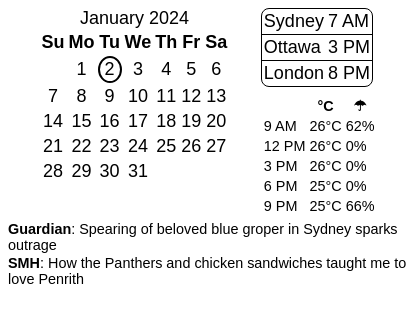 January 2024
Su Mo Tu We Th Fr Sa
1 2 3 4 5 6
7 8 9 10 11 12 13
14 15 16 17 18 19 20
21 22 23 24 25 26 27
28 29 30 31
Sydney 7 AM
Ottawa 3 PM
London 8 PM
°C ☂
9 AM 26°C 62%
12 PM 26°C 0%
3 PM 26°C 0%
6 PM 25°C 0%
9 PM 25°C 66%
Guardian: Spearing of beloved blue groper in Sydney sparks
outrage
SMH: How the Panthers and chicken sandwiches taught me to
love Penrith